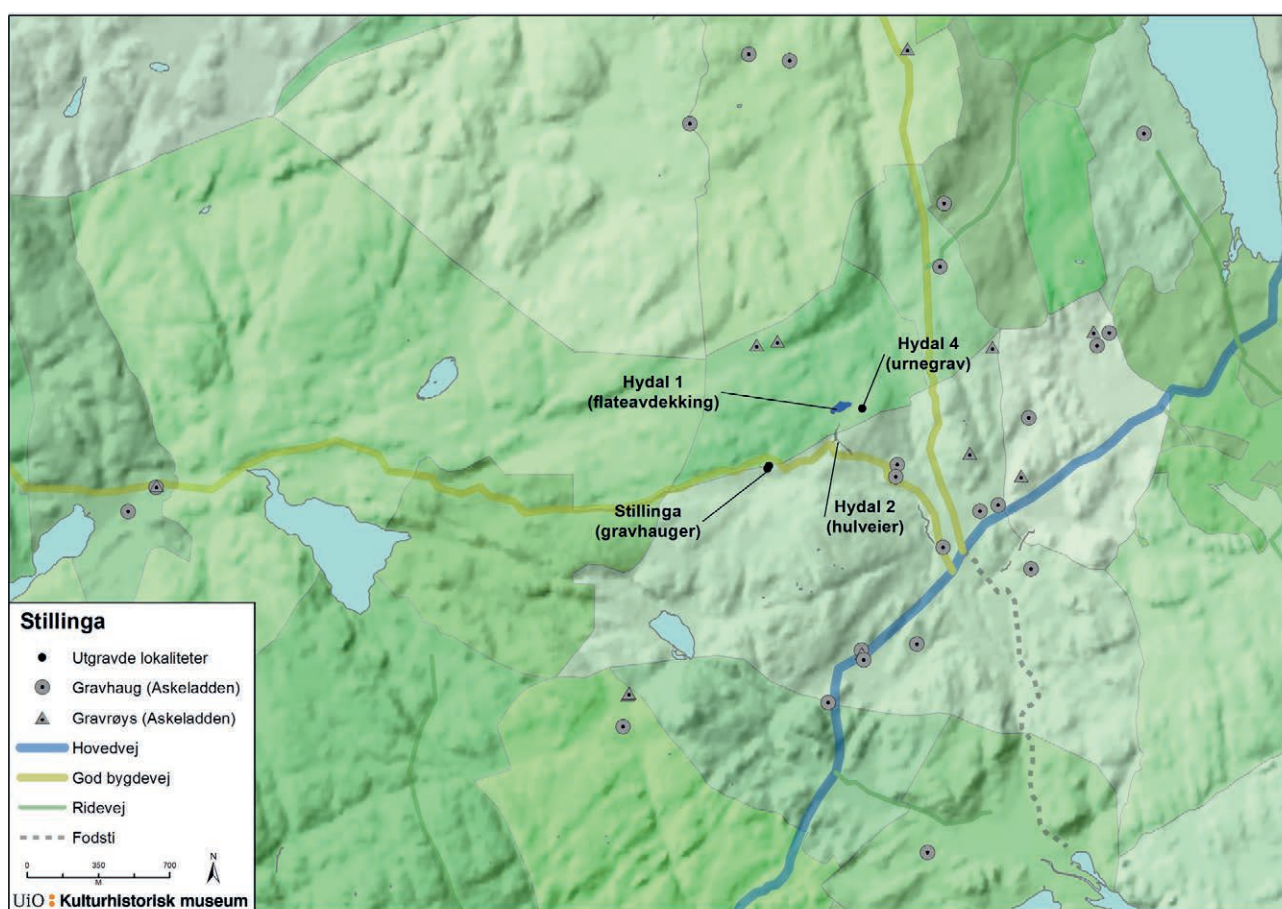 Hydal 4
(urnegrav)
Hydal 1
(flateavdekking)
Stillinga
(gravhauger)
Hydal 2
(hulveier)
Stillinga
Utgravde lokaliteter
Gravhaug (Askeladden)
Gravrøys (Askeladden)
Hovedvej
God bygdevej
Ridevej
Fodsti
0 350 700
M
N
UiO Kulturhistorisk museum